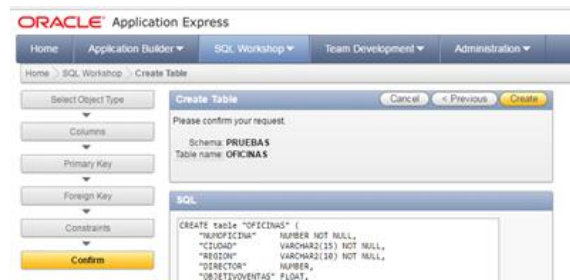 ORACLE Application Express
Home Application Builder SQL Workshop Team Development Administration
Home SQL Workshop Create Table
Select Object Type
Columns
Primary Key
Foreign Key
Constraints
Confirm
Create Table Cancel < Previous Create
Please confirm your request.
Schema: PRUEBAS
Table name: OFICINAS
SQL
CREATE table "OFICINAS" (
"NUMOFICINA" NUMBER NOT NULL,
"CIUDAD" VARCHAR2(15) NOT NULL,
"REGION" VARCHAR2(10) NOT NULL,
"DIRECTOR" NUMBER,
"OBJETIVOVENTAS" FLOAT,